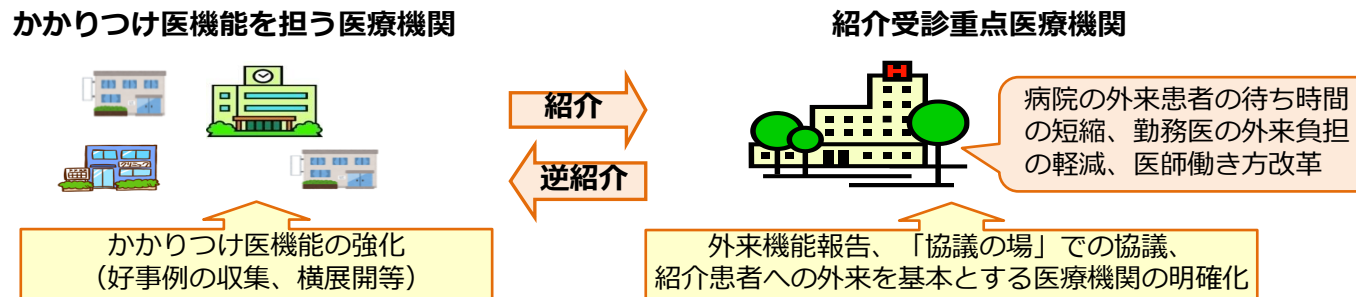 かかりつけ医機能を担う医療機関
紹介受診重点医療機関
紹介
逆紹介
H
病院の外来患者の待ち時間
の短縮、勤務医の外来負担
の軽減、医師働き方改革
かかりつけ医機能の強化
（好事例の収集、横展開等）
外来機能報告、「協議の場」での協議、
紹介患者への外来を基本とする医療機関の明確化